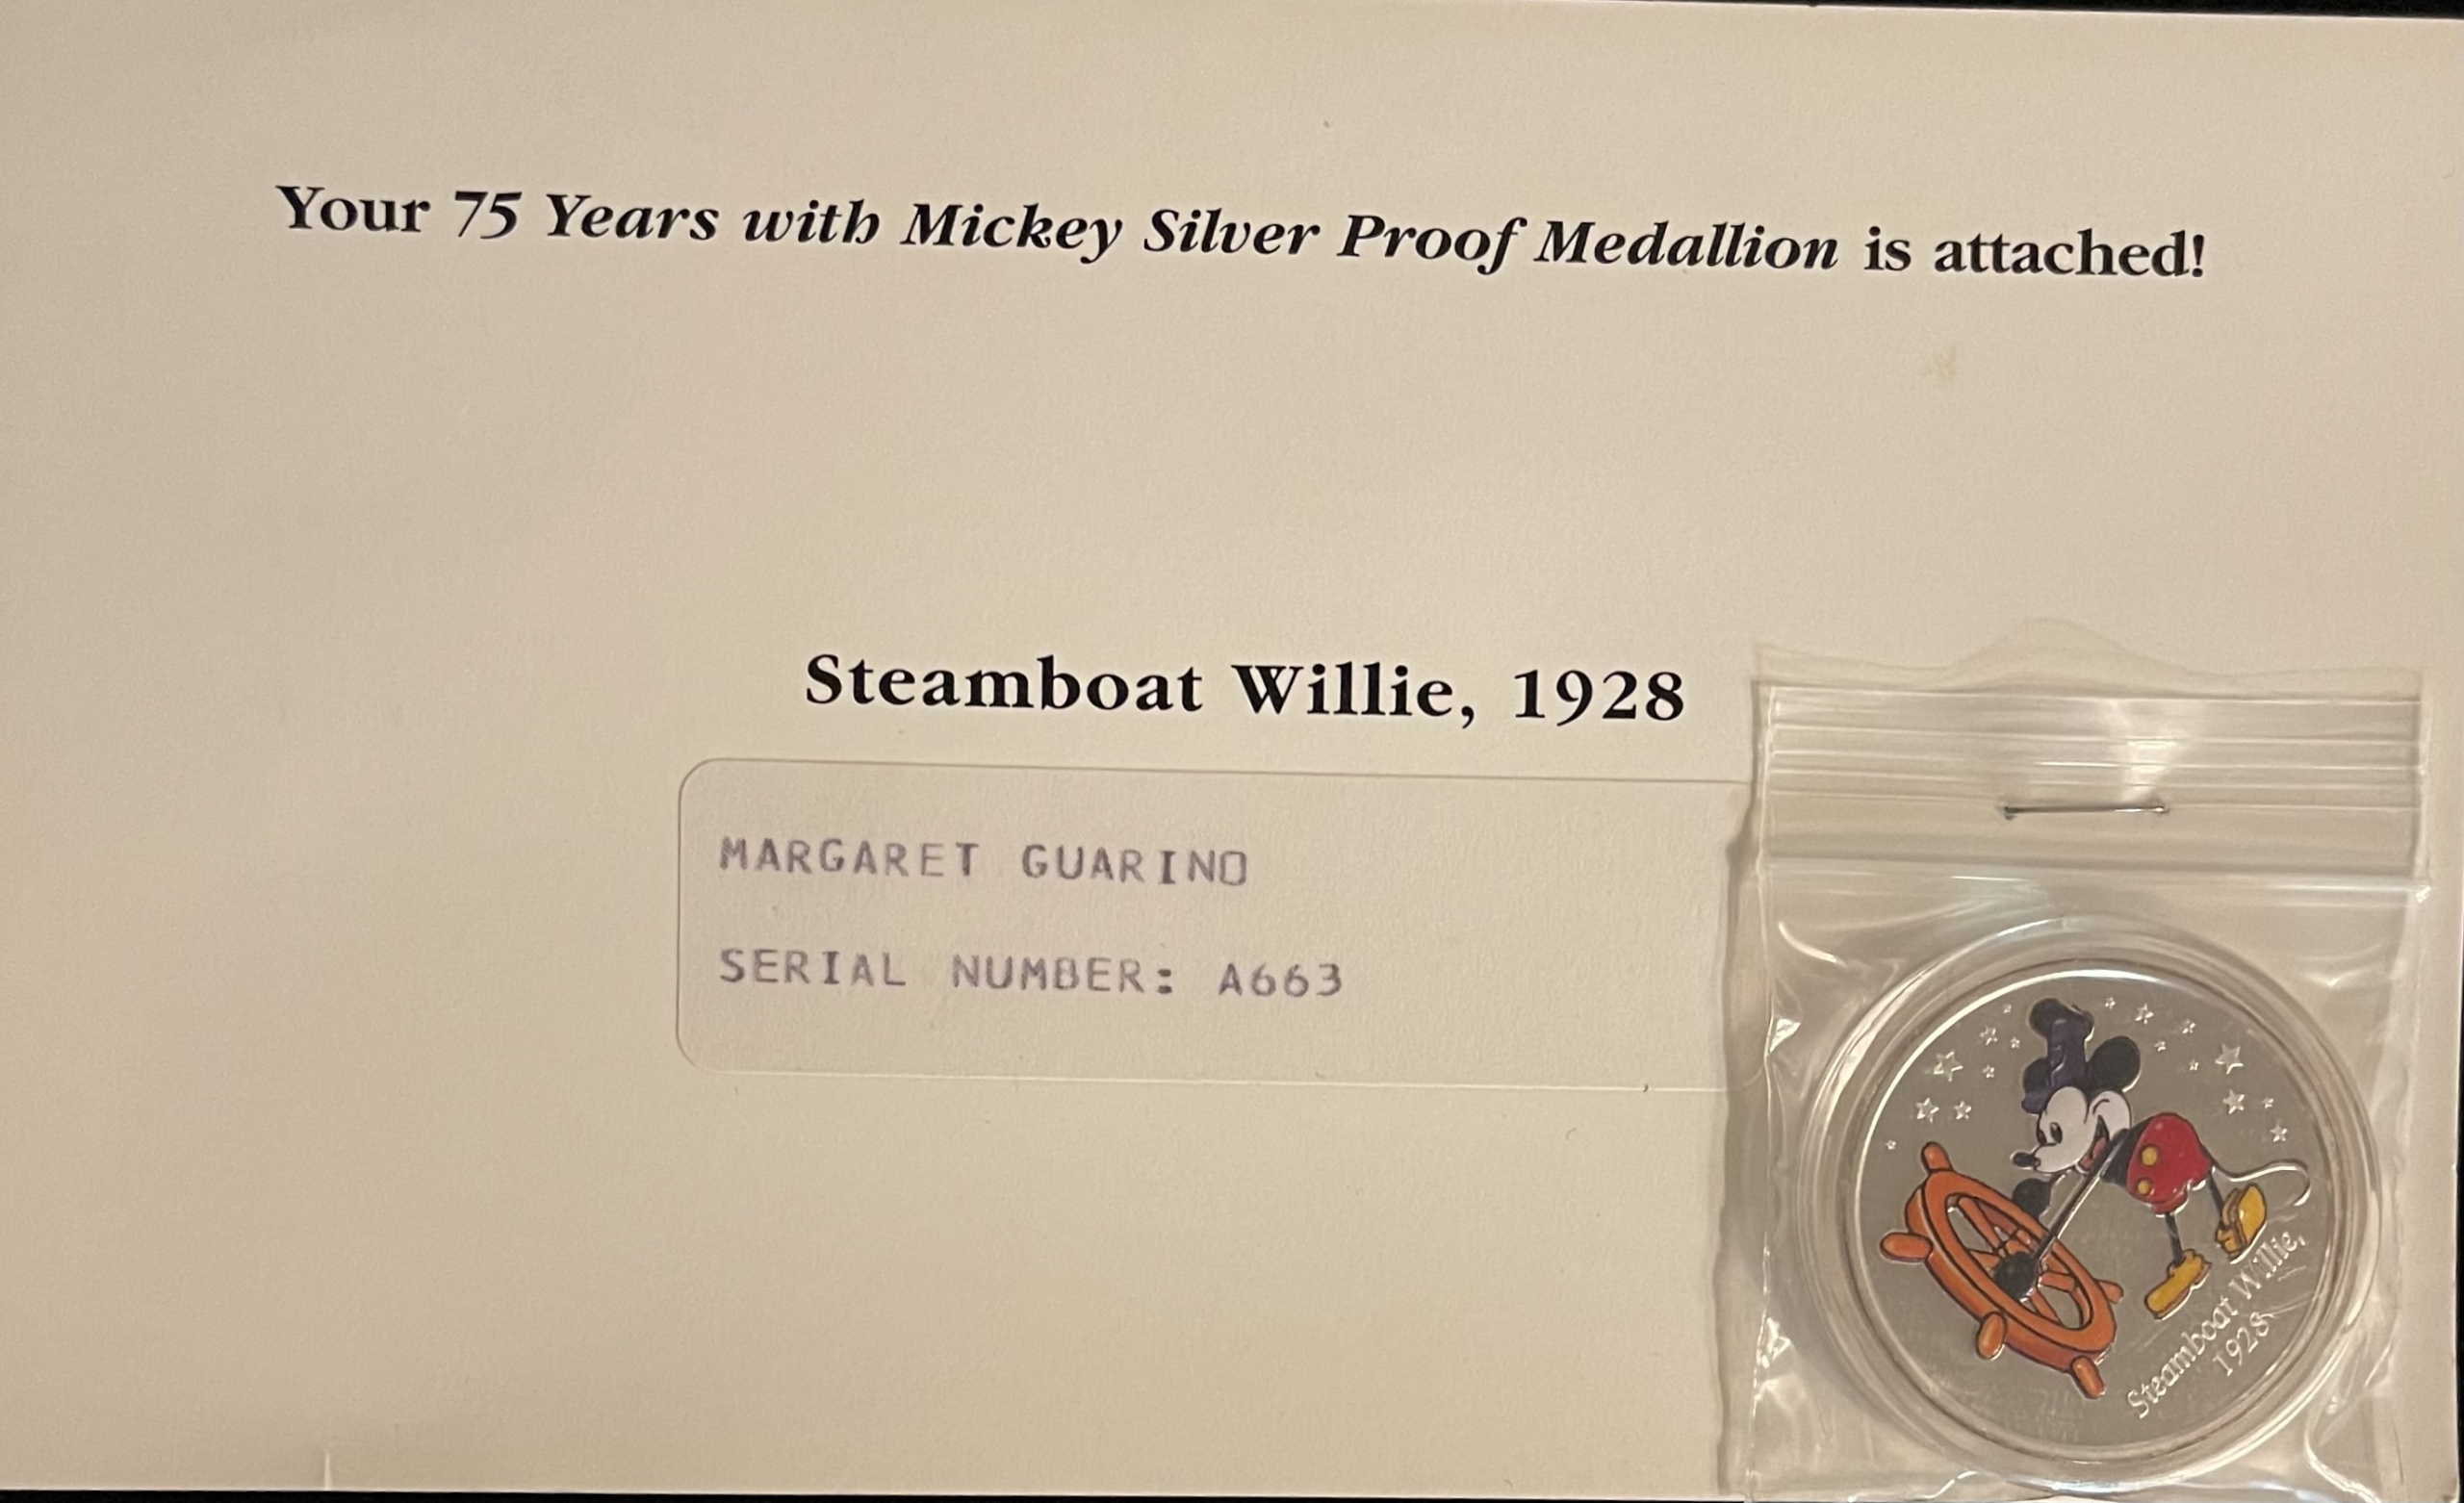 Your 75 Years with Mickey Silver Proof Medallion is attached!
Steamboat Willie, 1928
MARGARET GUARINO
SERIAL NUMBER: A663
Steamboat Willie,
1928